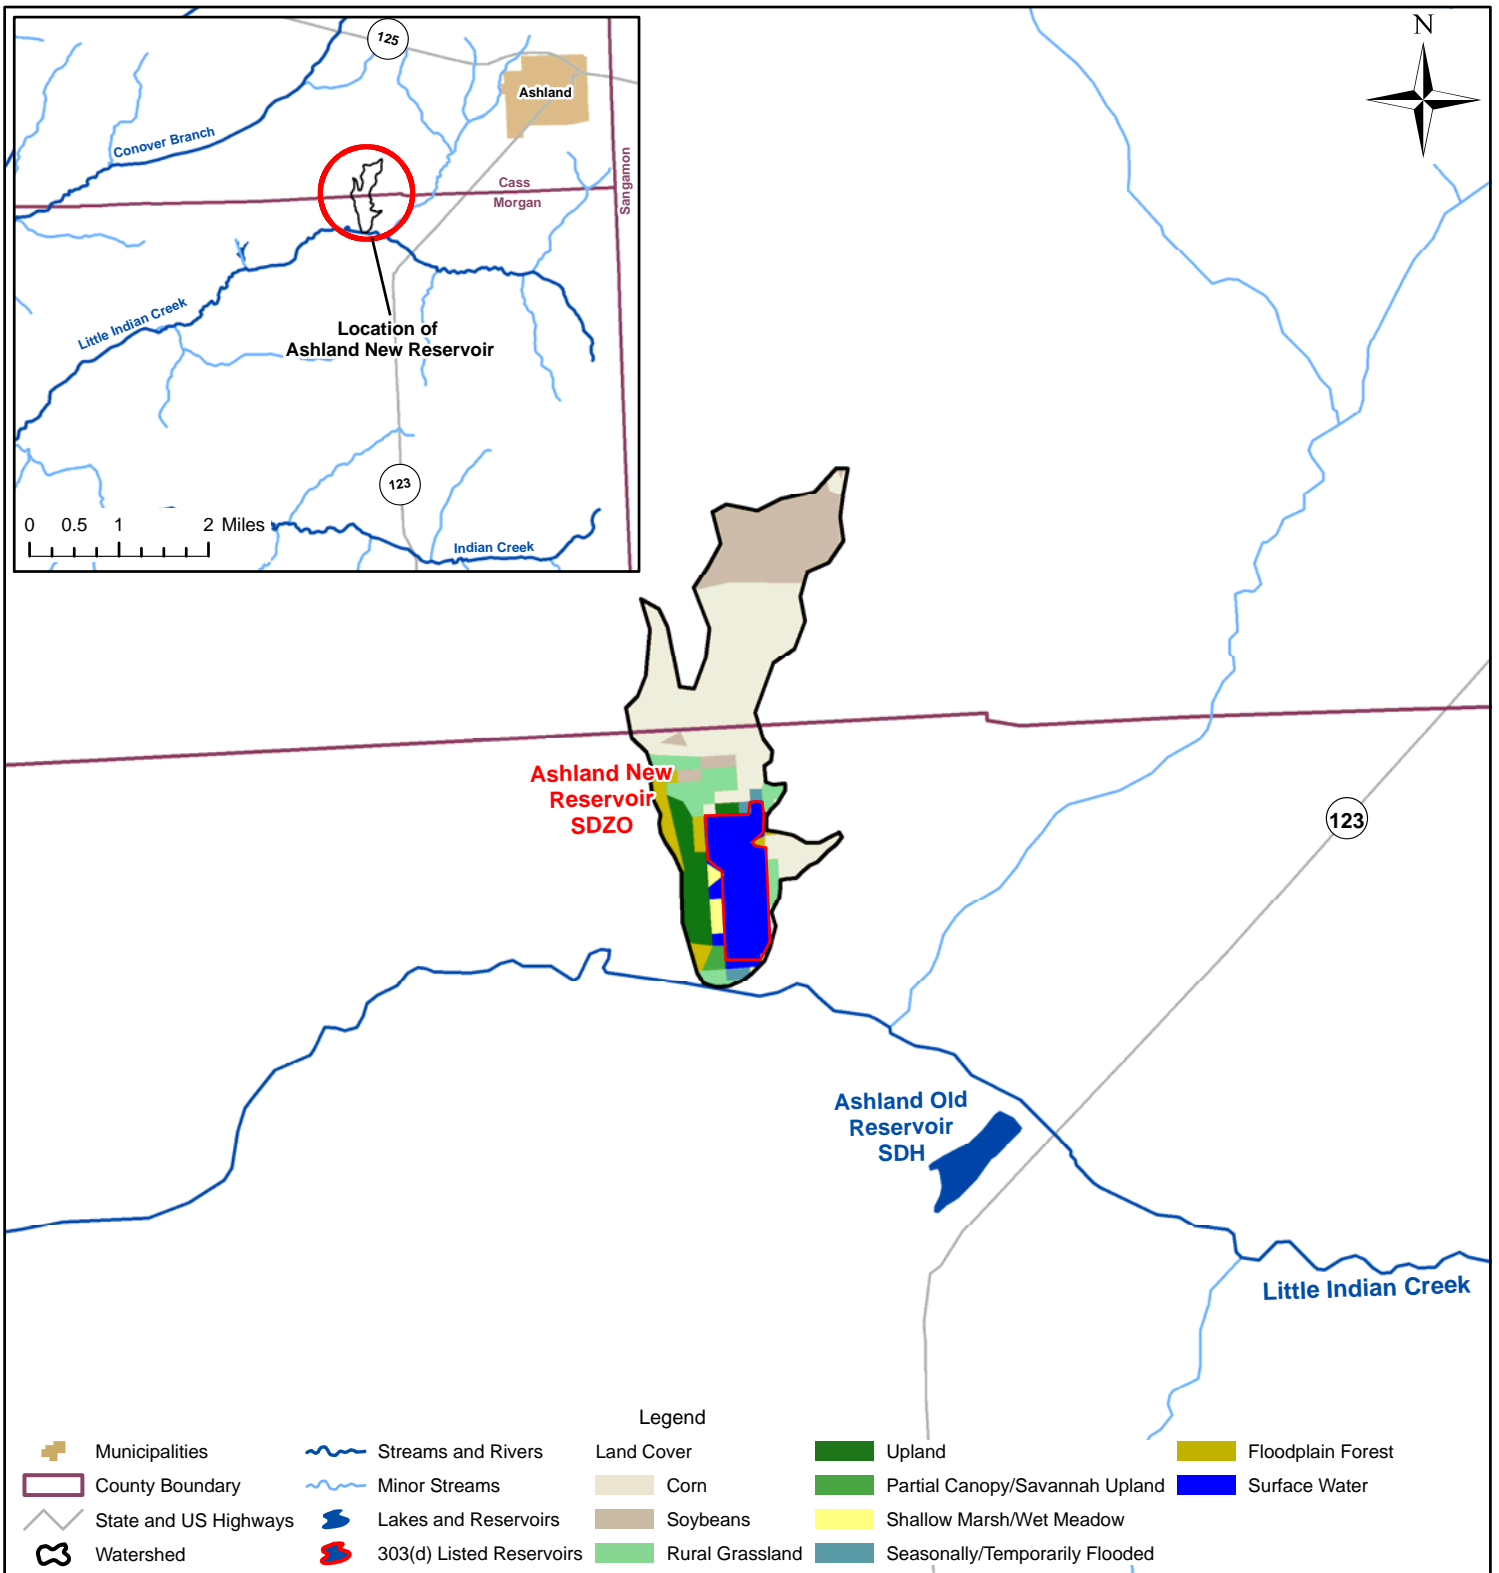 N
125
Ashland
Conover Branch
Cass
Morgan
Sangamon
Little Indian Creek
Location of
Ashland New Reservoir
123
0 0.5 1 2 Miles
Indian Creek
Ashland New
Reservoir
SDZO
123
Ashland Old
Reservoir
SDH
Little Indian Creek
Legend
Municipalities
County Boundary
State and US Highways
Watershed
Streams and Rivers
Minor Streams
Lakes and Reservoirs
303(d) Listed Reservoirs
Land Cover
Corn
Soybeans
Rural Grassland
Upland
Partial Canopy/Savannah Upland
Shallow Marsh/Wet Meadow
Seasonally/Temporarily Flooded
Floodplain Forest
Surface Water